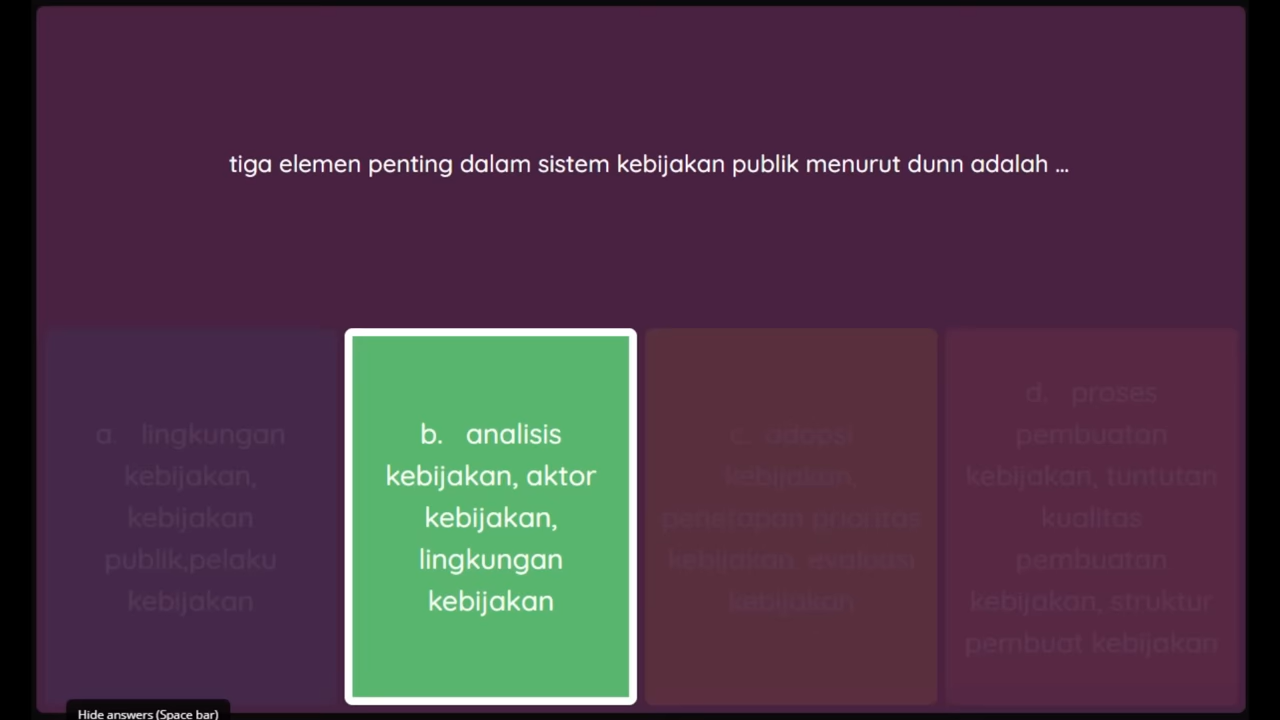 tiga elemen penting dalam sistem kebijakan publik menurut dunn adalah ...
a. lingkungan
kebijakan,
kebijakan
publik,pelaku
kebijakan
b. analisis
kebijakan, aktor
kebijakan,
lingkungan
kebijakan
c. adopsi
kebijakan,
penerapan prioritas
kebijakan, evaluasi
kebijakan
d. proses
pembuatan
kebijakan, tuntutan
kualitas
pembuatan
kebijakan, struktur
pembuat kebijakan
Hide answers (Space bar)